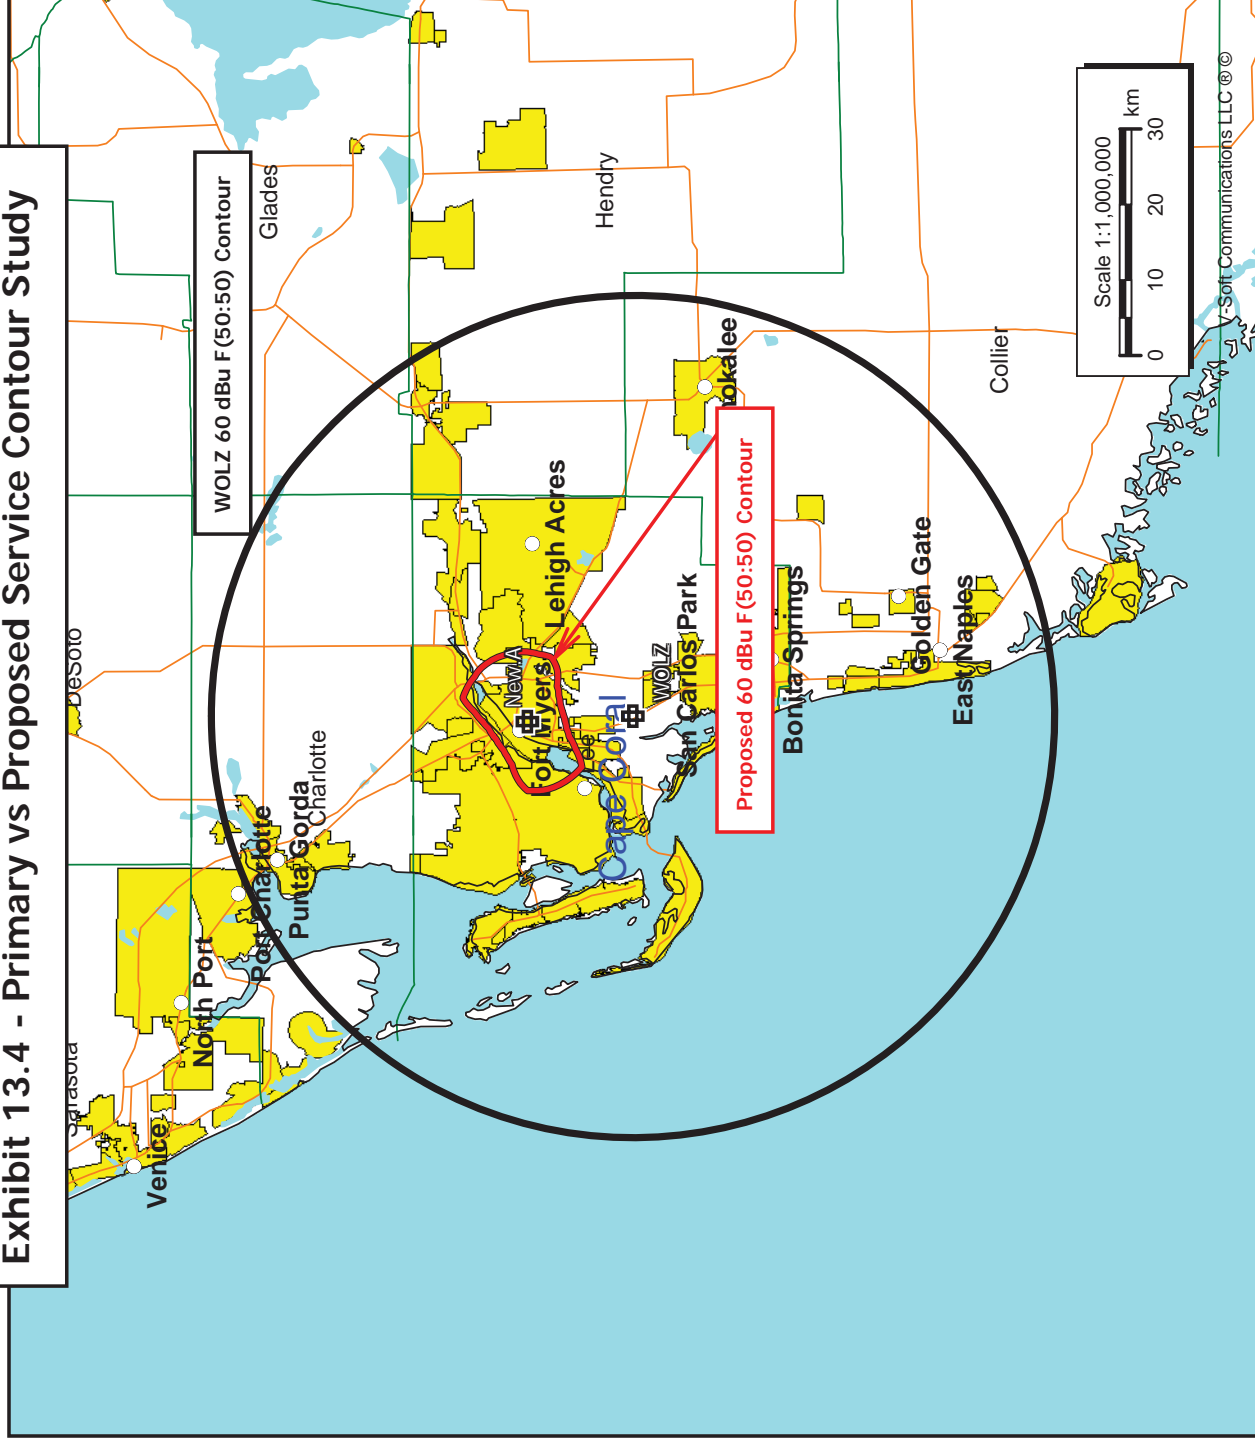 Exhibit 13.4 - Primary vs Proposed Service Contour Study
Sarasota
DeSoto
Venice
North Port
WOLZ 60 dBu F(50:50) Contour
Port Charlotte
Glades
Punta Gorda
Charlotte
New A
Fort Myers
Lehigh Acres
Cape Coral
Hendry
WOLZ
San Carlos Park
Proposed 60 dBu F(50:50) Contour
Bonita Springs
Golden Gate
East Naples
Collier
Scale 1:1,000,000
0 10 20 30
km
V-Soft Communications LLC ® ©